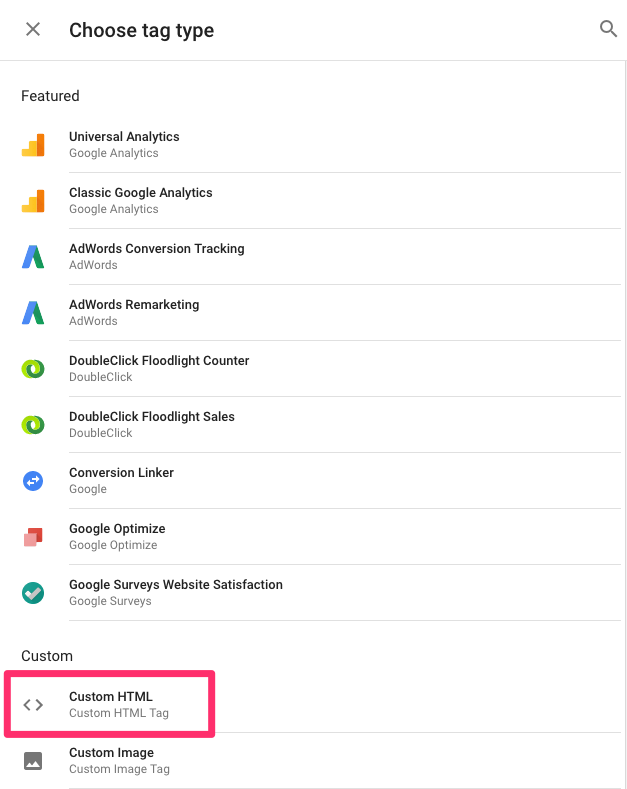 Choose tag type
Featured
Universal Analytics
Google Analytics
Classic Google Analytics
Google Analytics
AdWords Conversion Tracking
AdWords
AdWords Remarketing
AdWords
DoubleClick Floodlight Counter
DoubleClick
DoubleClick Floodlight Sales
DoubleClick
Conversion Linker
Google
Google Optimize
Google Optimize
Google Surveys Website Satisfaction
Google Surveys
Custom
Custom HTML
Custom HTML Tag
Custom Image
Custom Image Tag